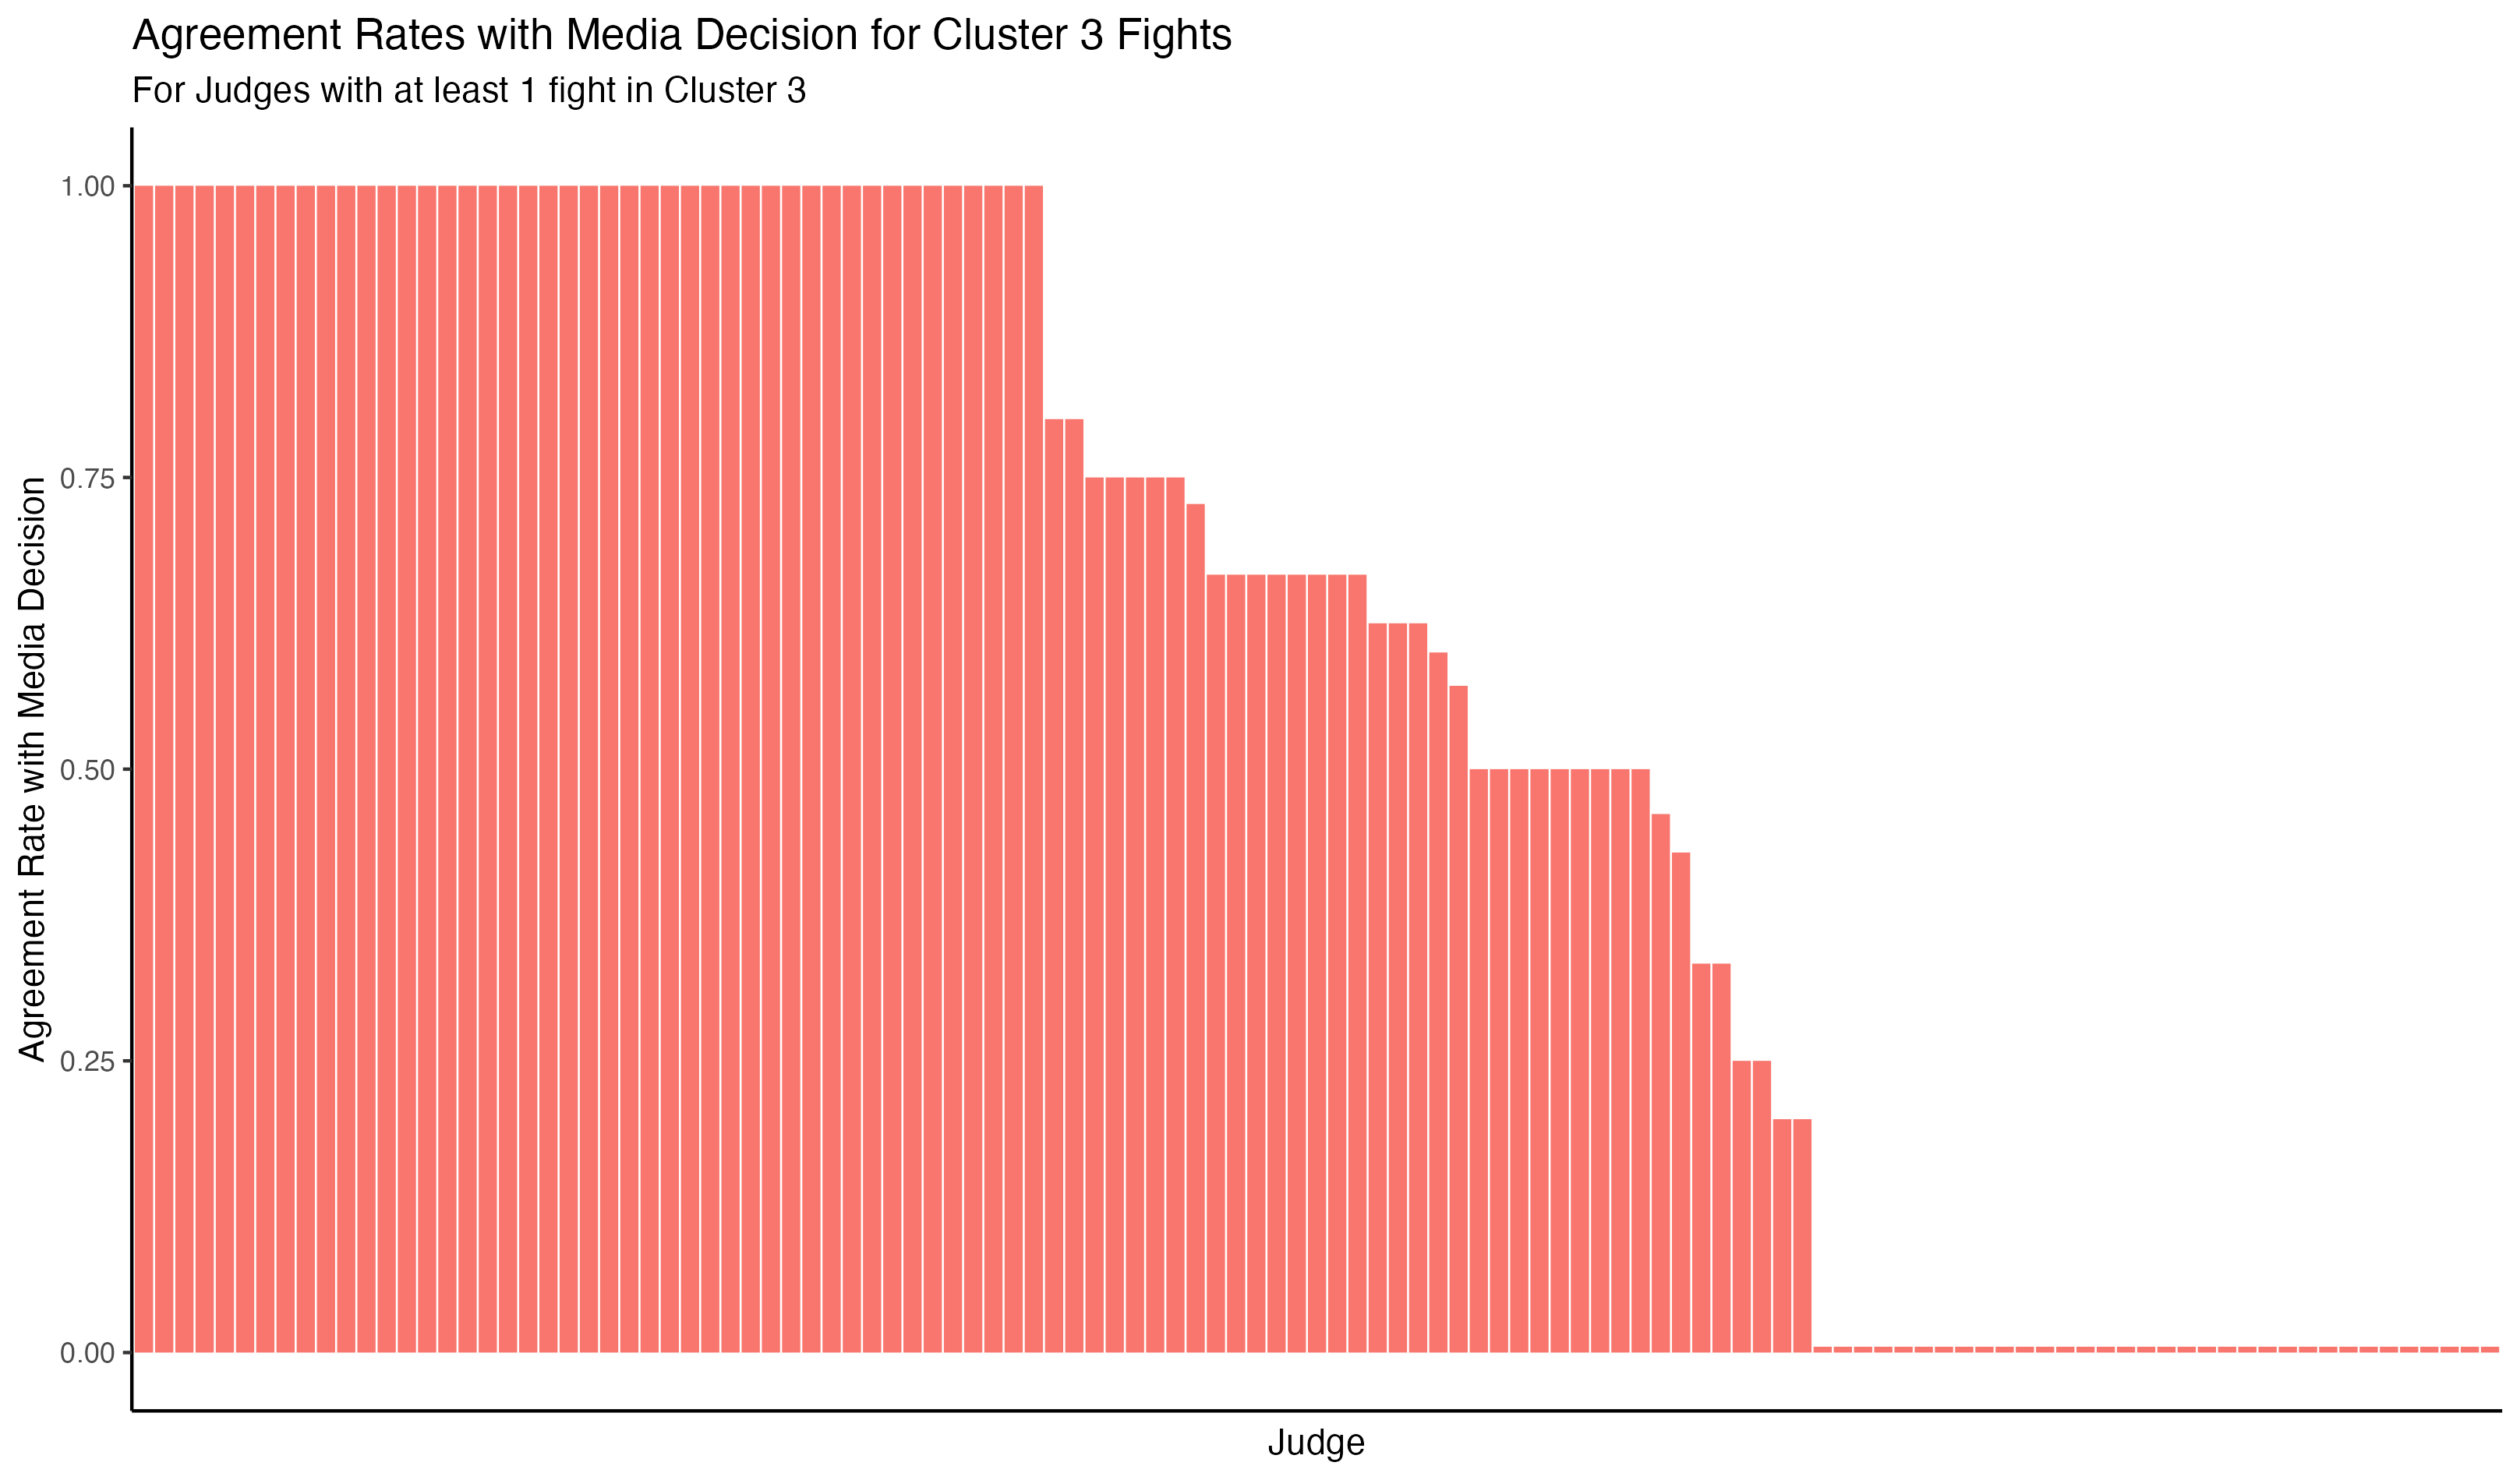 Agreement Rates with Media Decision for Cluster 3 Fights
For Judges with at least 1 fight in Cluster 3
Agreement Rate with Media Decision
1.00
0.75
0.50
0.25
0.00
Judge